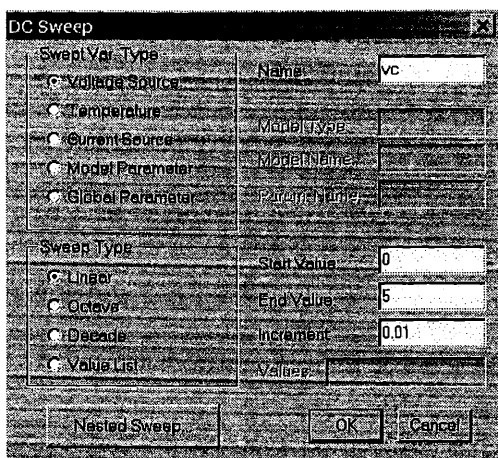 DC Sweep
Swept Var. Type
Voltage Source
Temperature
Current Source
Model Parameter
Global Parameter
Name: VC
Model Type:
Model Name:
Param. Name:
Sweep Type
Linear
Octave
Decade
Value List
Start Value: 0
End Value: 5
Increment: 0.01
Values:
Nested Sweep...
OK
Cancel